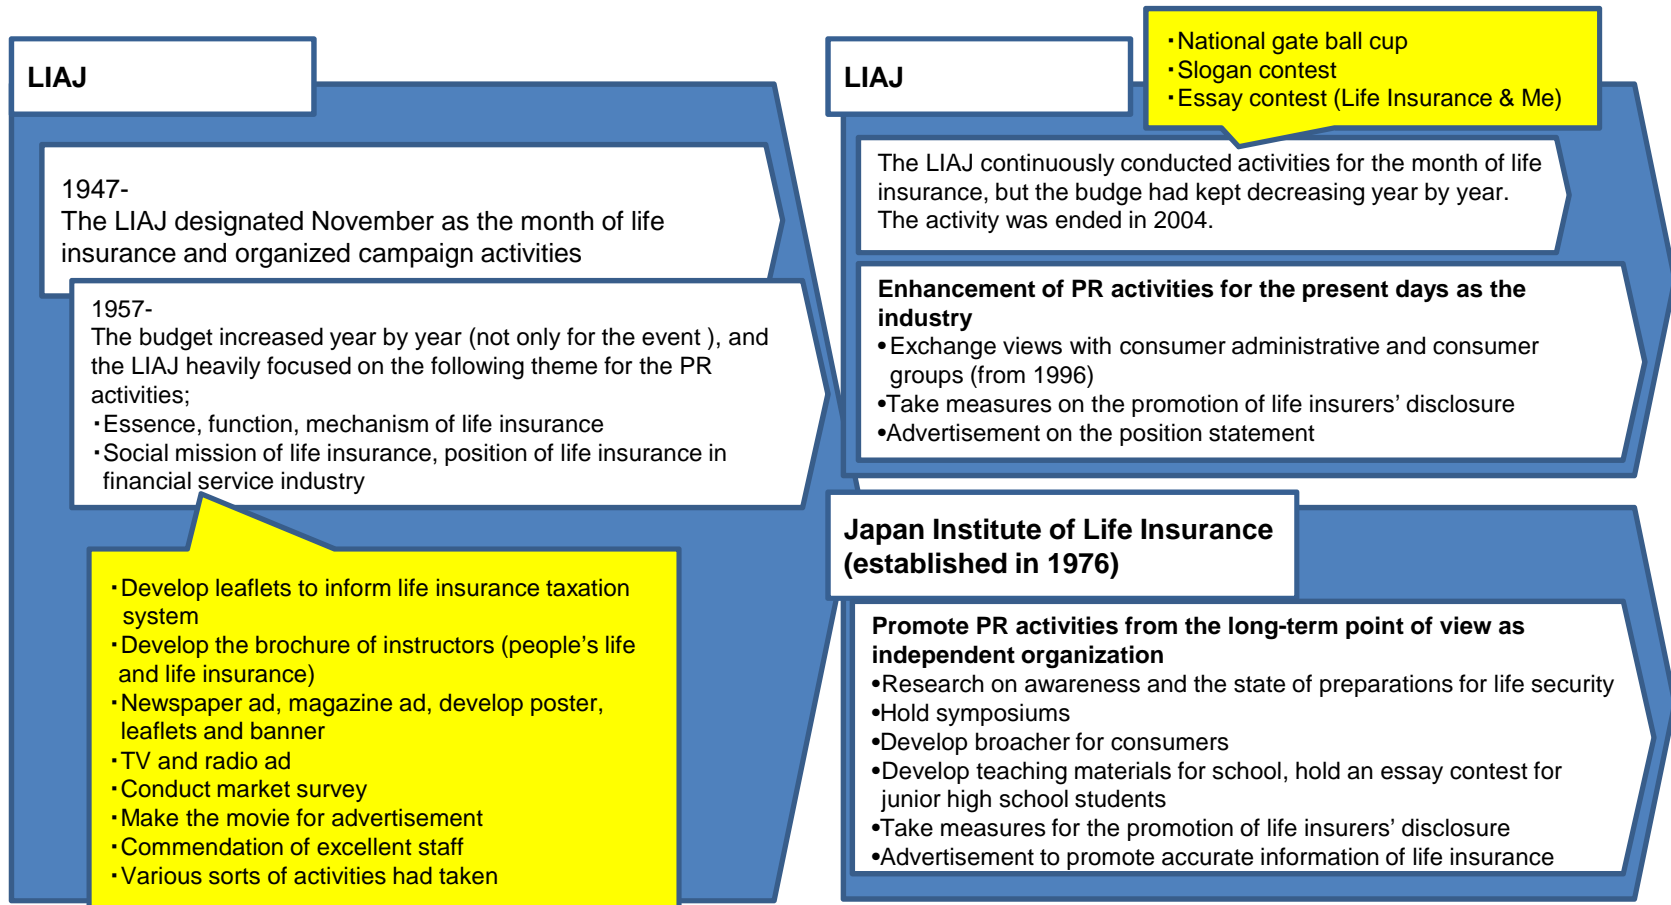 LIAJ
1947-
The LIAJ designated November as the month of life
insurance and organized campaign activities
1957-
The budget increased year by year (not only for the event ), and
the LIAJ heavily focused on the following theme for the PR
activities;
・Essence, function, mechanism of life insurance
・Social mission of life insurance, position of life insurance in
financial service industry
・Develop leaflets to inform life insurance taxation
system
・Develop the brochure of instructors (people’s life
and life insurance)
・Newspaper ad, magazine ad, develop poster,
leaflets and banner
・TV and radio ad
・Conduct market survey
・Make the movie for advertisement
・Commendation of excellent staff
・Various sorts of activities had taken
LIAJ
・National gate ball cup
・Slogan contest
・Essay contest (Life Insurance & Me)
The LIAJ continuously conducted activities for the month of life
insurance, but the budge had kept decreasing year by year.
The activity was ended in 2004.
Enhancement of PR activities for the present days as the
industry
•Exchange views with consumer administrative and consumer
groups (from 1996)
•Take measures on the promotion of life insurers’ disclosure
•Advertisement on the position statement
Japan Institute of Life Insurance
(established in 1976)
Promote PR activities from the long-term point of view as
independent organization
•Research on awareness and the state of preparations for life security
•Hold symposiums
•Develop broacher for consumers
•Develop teaching materials for school, hold an essay contest for
junior high school students
•Take measures for the promotion of life insurers’ disclosure
•Advertisement to promote accurate information of life insurance